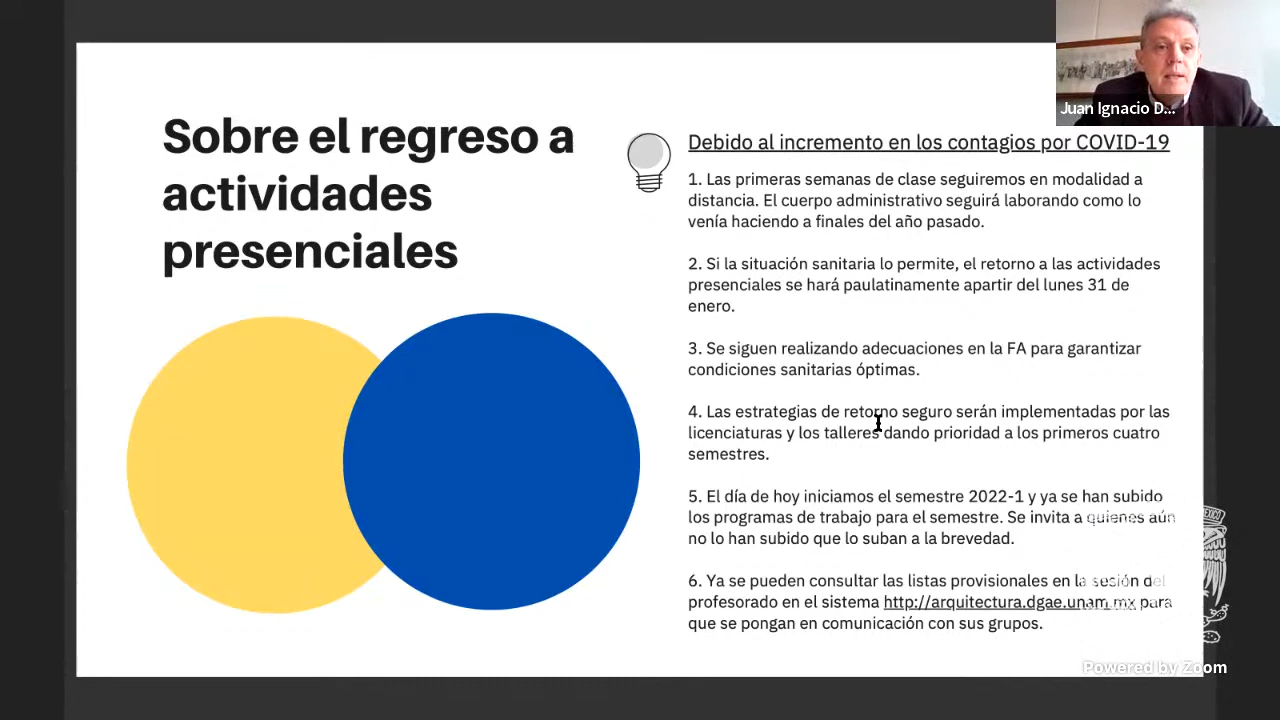 Juan Ignacio D...
Sobre el regreso a
actividades
presenciales
Debido al incremento en los contagios por COVID-19
1. Las primeras semanas de clase seguiremos en modalidad a
distancia. El cuerpo administrativo seguirá laborando como lo
venía haciendo a finales del año pasado.
2. Si la situación sanitaria lo permite, el retorno a las actividades
presenciales se hará paulatinamente apartir del lunes 31 de
enero.
3. Se siguen realizando adecuaciones en la FA para garantizar
condiciones sanitarias óptimas.
4. Las estrategias de retorno seguro serán implementadas por las
licenciaturas y los talleres dando prioridad a los primeros cuatro
semestres.
5. El día de hoy iniciamos el semestre 2022-1 y ya se han subido
los programas de trabajo para el semestre. Se invita a quienes aún
no lo han subido que lo suban a la brevedad.
6. Ya se pueden consultar las listas provisionales en la sesión del
profesorado en el sistema http://arquitectura.dgae.unam.mx para
que se pongan en comunicación con sus grupos.
Powered by Zoom